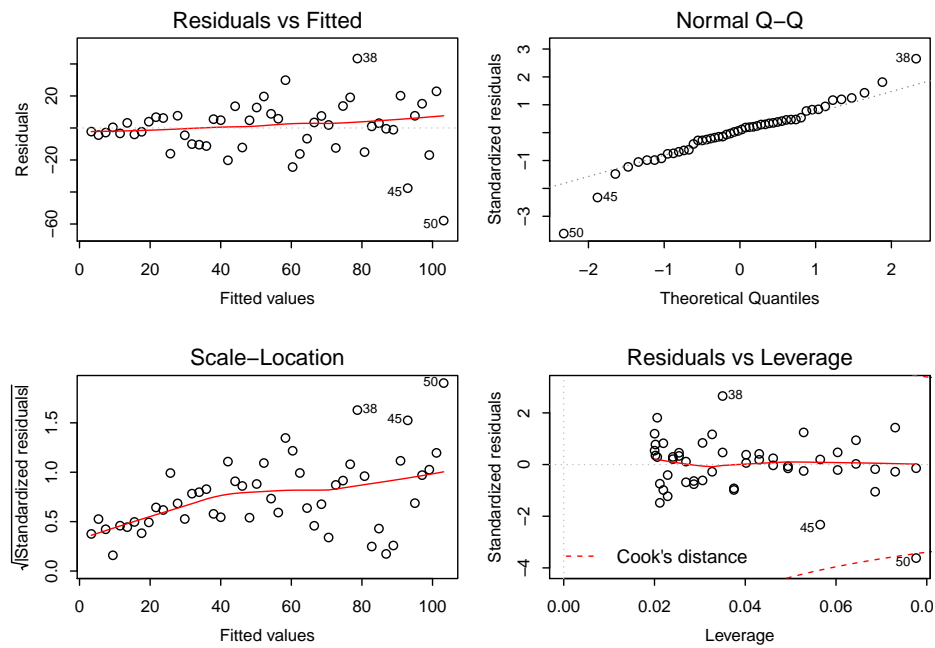 Residuals vs Fitted
Residuals
−60 −20 20
0 20 40 60 80 100
Fitted values
38
45
50
Normal Q−Q
Standardized residuals
−3 −1 1 2 3
−2 −1 0 1 2
Theoretical Quantiles
38
45
50
Scale−Location
√|Standardized residuals|
0.0 0.5 1.0 1.5
0 20 40 60 80 100
Fitted values
50
38
45
Residuals vs Leverage
Standardized residuals
−4 −2 0 2
0.00 0.02 0.04 0.06
Leverage
38
45
50
Cook's distance